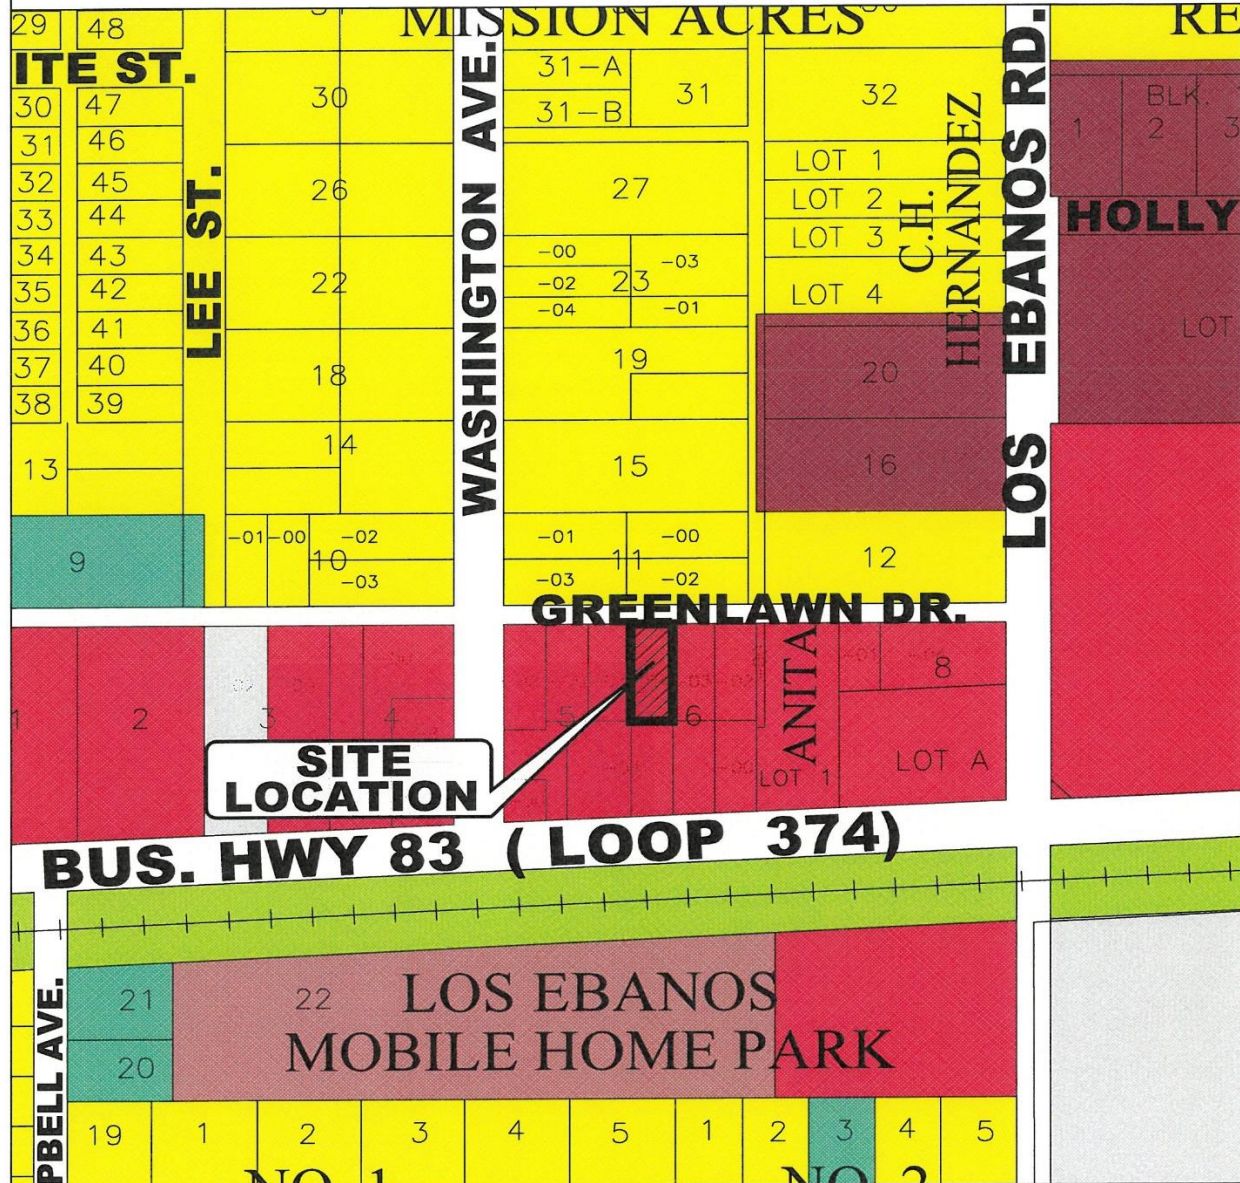 29 48
MISSION ACRES
RE
ITE ST.
WASHINGTON AVE.
LOS EBANOS RD.
LEE ST.
30 47
31 46
32 45
33 44
34 43
35 42
36 41
37 40
38 39
13
9
30
26
22
18
14
-01 -00 -02
10
-03
31-A
31-B
31
27
-00
-03
-02 23
-04 -01
19
15
-01 -00
11
-03 -02
32
LOT 1
LOT 2
LOT 3
LOT 4
C.H.
HERNANDEZ
20
16
12
BLK.
1 2 3
HOLLY
LOT
GREENLAWN DR.
1 2 3 4
5 6
ANITA
-01
8
LOT 1
LOT A
SITE
LOCATION
BUS. HWY 83 ( LOOP 374)
PBELL AVE.
21 22
20
LOS EBANOS
MOBILE HOME PARK
19 1 2 3 4 5 1 2 3 4 5
NO. 1
NO. 2